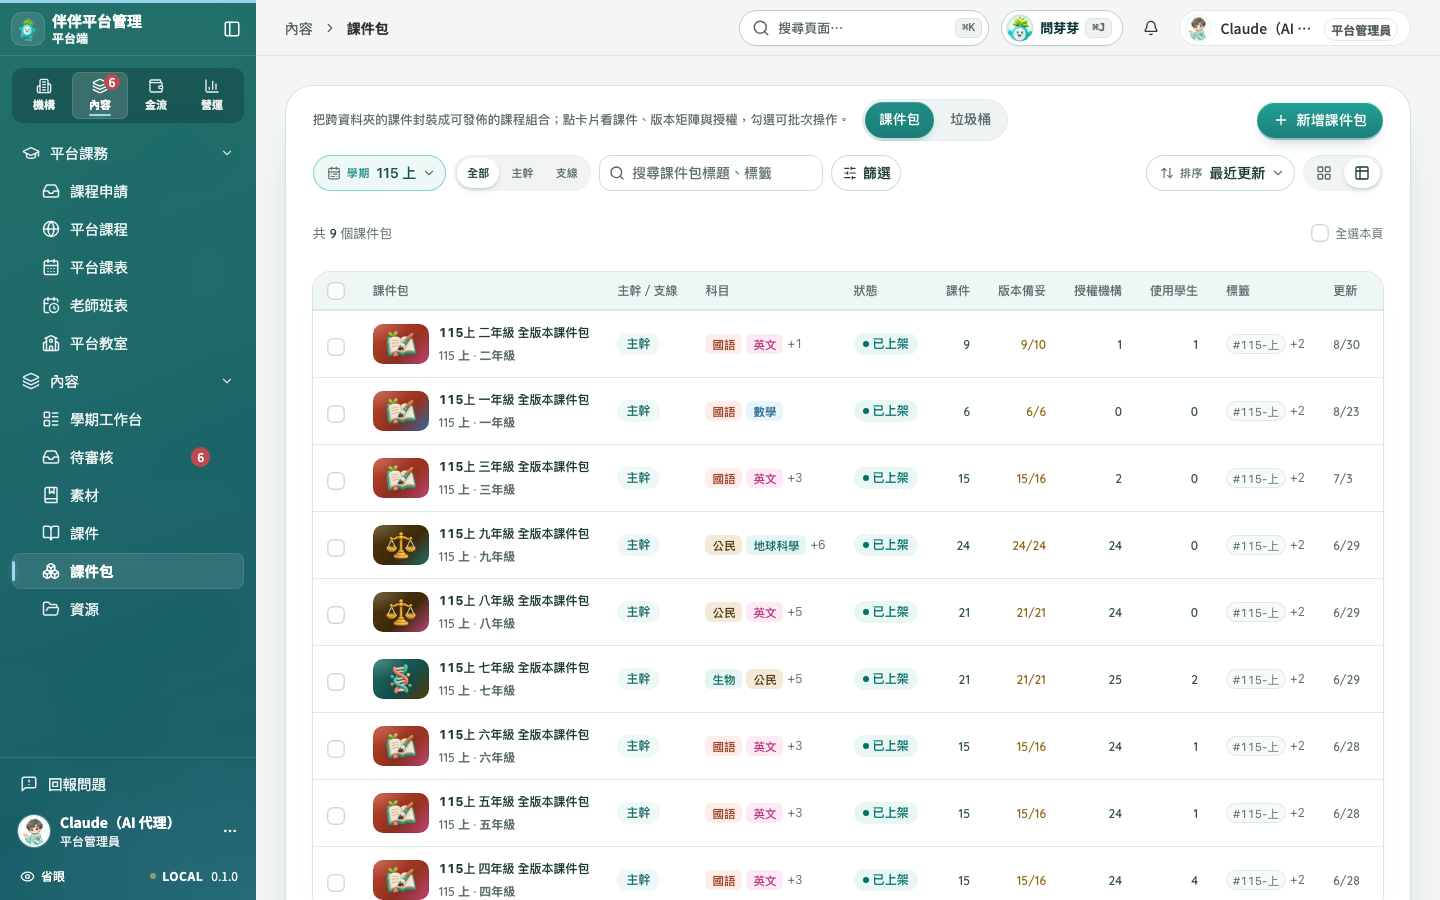 伴伴平台管理
平台端
機構
內容
6
金流
營運
平台課務
課程申請
平台課程
平台課表
老師班表
平台教室
內容
學期工作台
待審核
6
素材
課件
課件包
資源
回報問題
Claude（AI 代理）
平台管理員
省眼
LOCAL 0.1.0
內容 > 課件包
搜尋頁面⋯
⌘K
問芽芽
⌘J
Claude（AI ⋯
平台管理員
把跨資料夾的課件封裝成可發佈的課程組合；點卡片看課件、版本矩陣與授權，勾選可批次操作。
課件包
垃圾桶
新增課件包
學期 115 上
全部
主幹
支線
搜尋課件包標題、標籤
篩選
排序 最近更新
共 9 個課件包
全選本頁
課件包 主幹 / 支線 科目 狀態 課件 版本備妥 授權機構 使用學生 標籤 更新
115上 二年級 全版本課件包
115 上 · 二年級
主幹 國語 英文 +1 已上架 9 9/10 1 1 #115-上 +2 8/30
115上 一年級 全版本課件包
115 上 · 一年級
主幹 國語 數學 已上架 6 6/6 0 0 #115-上 +2 8/23
115上 三年級 全版本課件包
115 上 · 三年級
主幹 國語 英文 +3 已上架 15 15/16 2 0 #115-上 +2 7/3
115上 九年級 全版本課件包
115 上 · 九年級
主幹 公民 地球科學 +6 已上架 24 24/24 24 0 #115-上 +2 6/29
115上 八年級 全版本課件包
115 上 · 八年級
主幹 公民 英文 +5 已上架 21 21/21 24 0 #115-上 +2 6/29
115上 七年級 全版本課件包
115 上 · 七年級
主幹 生物 公民 +5 已上架 21 21/21 25 2 #115-上 +2 6/29
115上 六年級 全版本課件包
115 上 · 六年級
主幹 國語 英文 +3 已上架 15 15/16 24 1 #115-上 +2 6/28
115上 五年級 全版本課件包
115 上 · 五年級
主幹 國語 英文 +3 已上架 15 15/16 24 1 #115-上 +2 6/28
115上 四年級 全版本課件包
115 上 · 四年級
主幹 國語 英文 +3 已上架 15 15/16 24 4 #115-上 +2 6/28